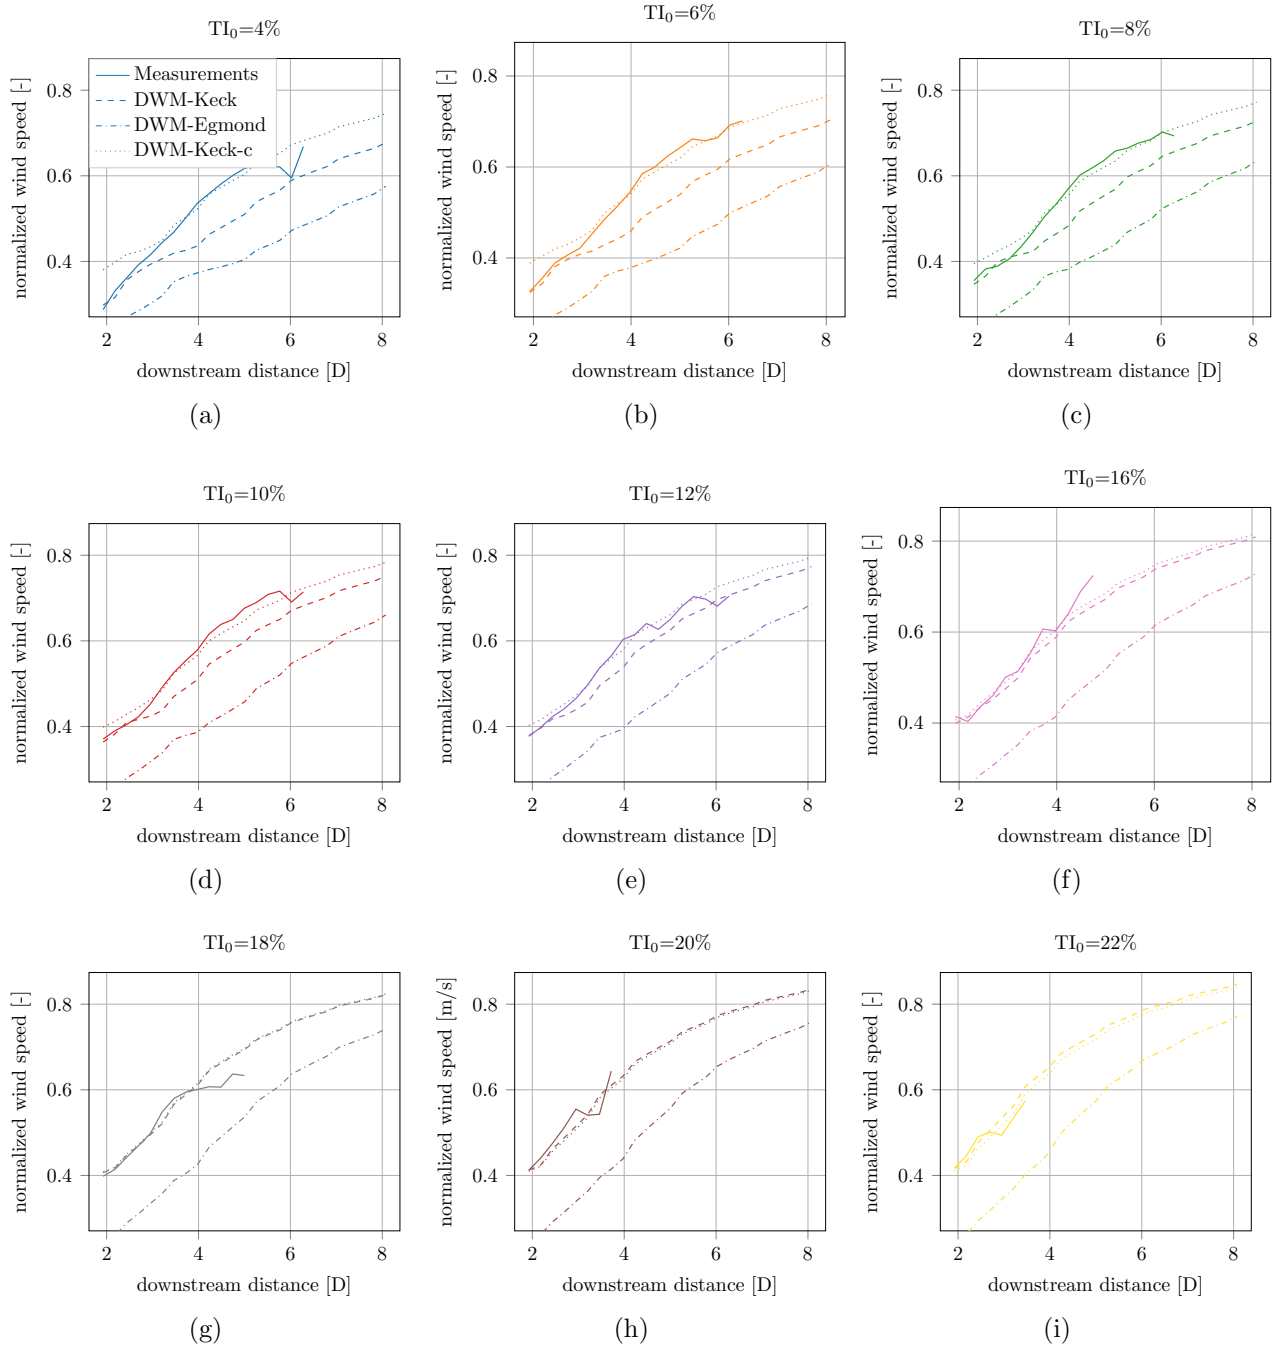 TI₀=4%
normalized wind speed [-]
0.8
0.6
0.4
Measurements
DWM-Keck
DWM-Egmond
DWM-Keck-c
2 4 6 8
downstream distance [D]
(a)
TI₀=6%
normalized wind speed [-]
0.8
0.6
0.4
2 4 6 8
downstream distance [D]
(b)
TI₀=8%
normalized wind speed [-]
0.8
0.6
0.4
2 4 6 8
downstream distance [D]
(c)
TI₀=10%
normalized wind speed [-]
0.8
0.6
0.4
2 4 6 8
downstream distance [D]
(d)
TI₀=12%
normalized wind speed [-]
0.8
0.6
0.4
2 4 6 8
downstream distance [D]
(e)
TI₀=16%
normalized wind speed [-]
0.8
0.6
0.4
2 4 6 8
downstream distance [D]
(f)
TI₀=18%
normalized wind speed [-]
0.8
0.6
0.4
2 4 6 8
downstream distance [D]
(g)
TI₀=20%
normalized wind speed [m/s]
0.8
0.6
0.4
2 4 6 8
downstream distance [D]
(h)
TI₀=22%
normalized wind speed [-]
0.8
0.6
0.4
2 4 6 8
downstream distance [D]
(i)